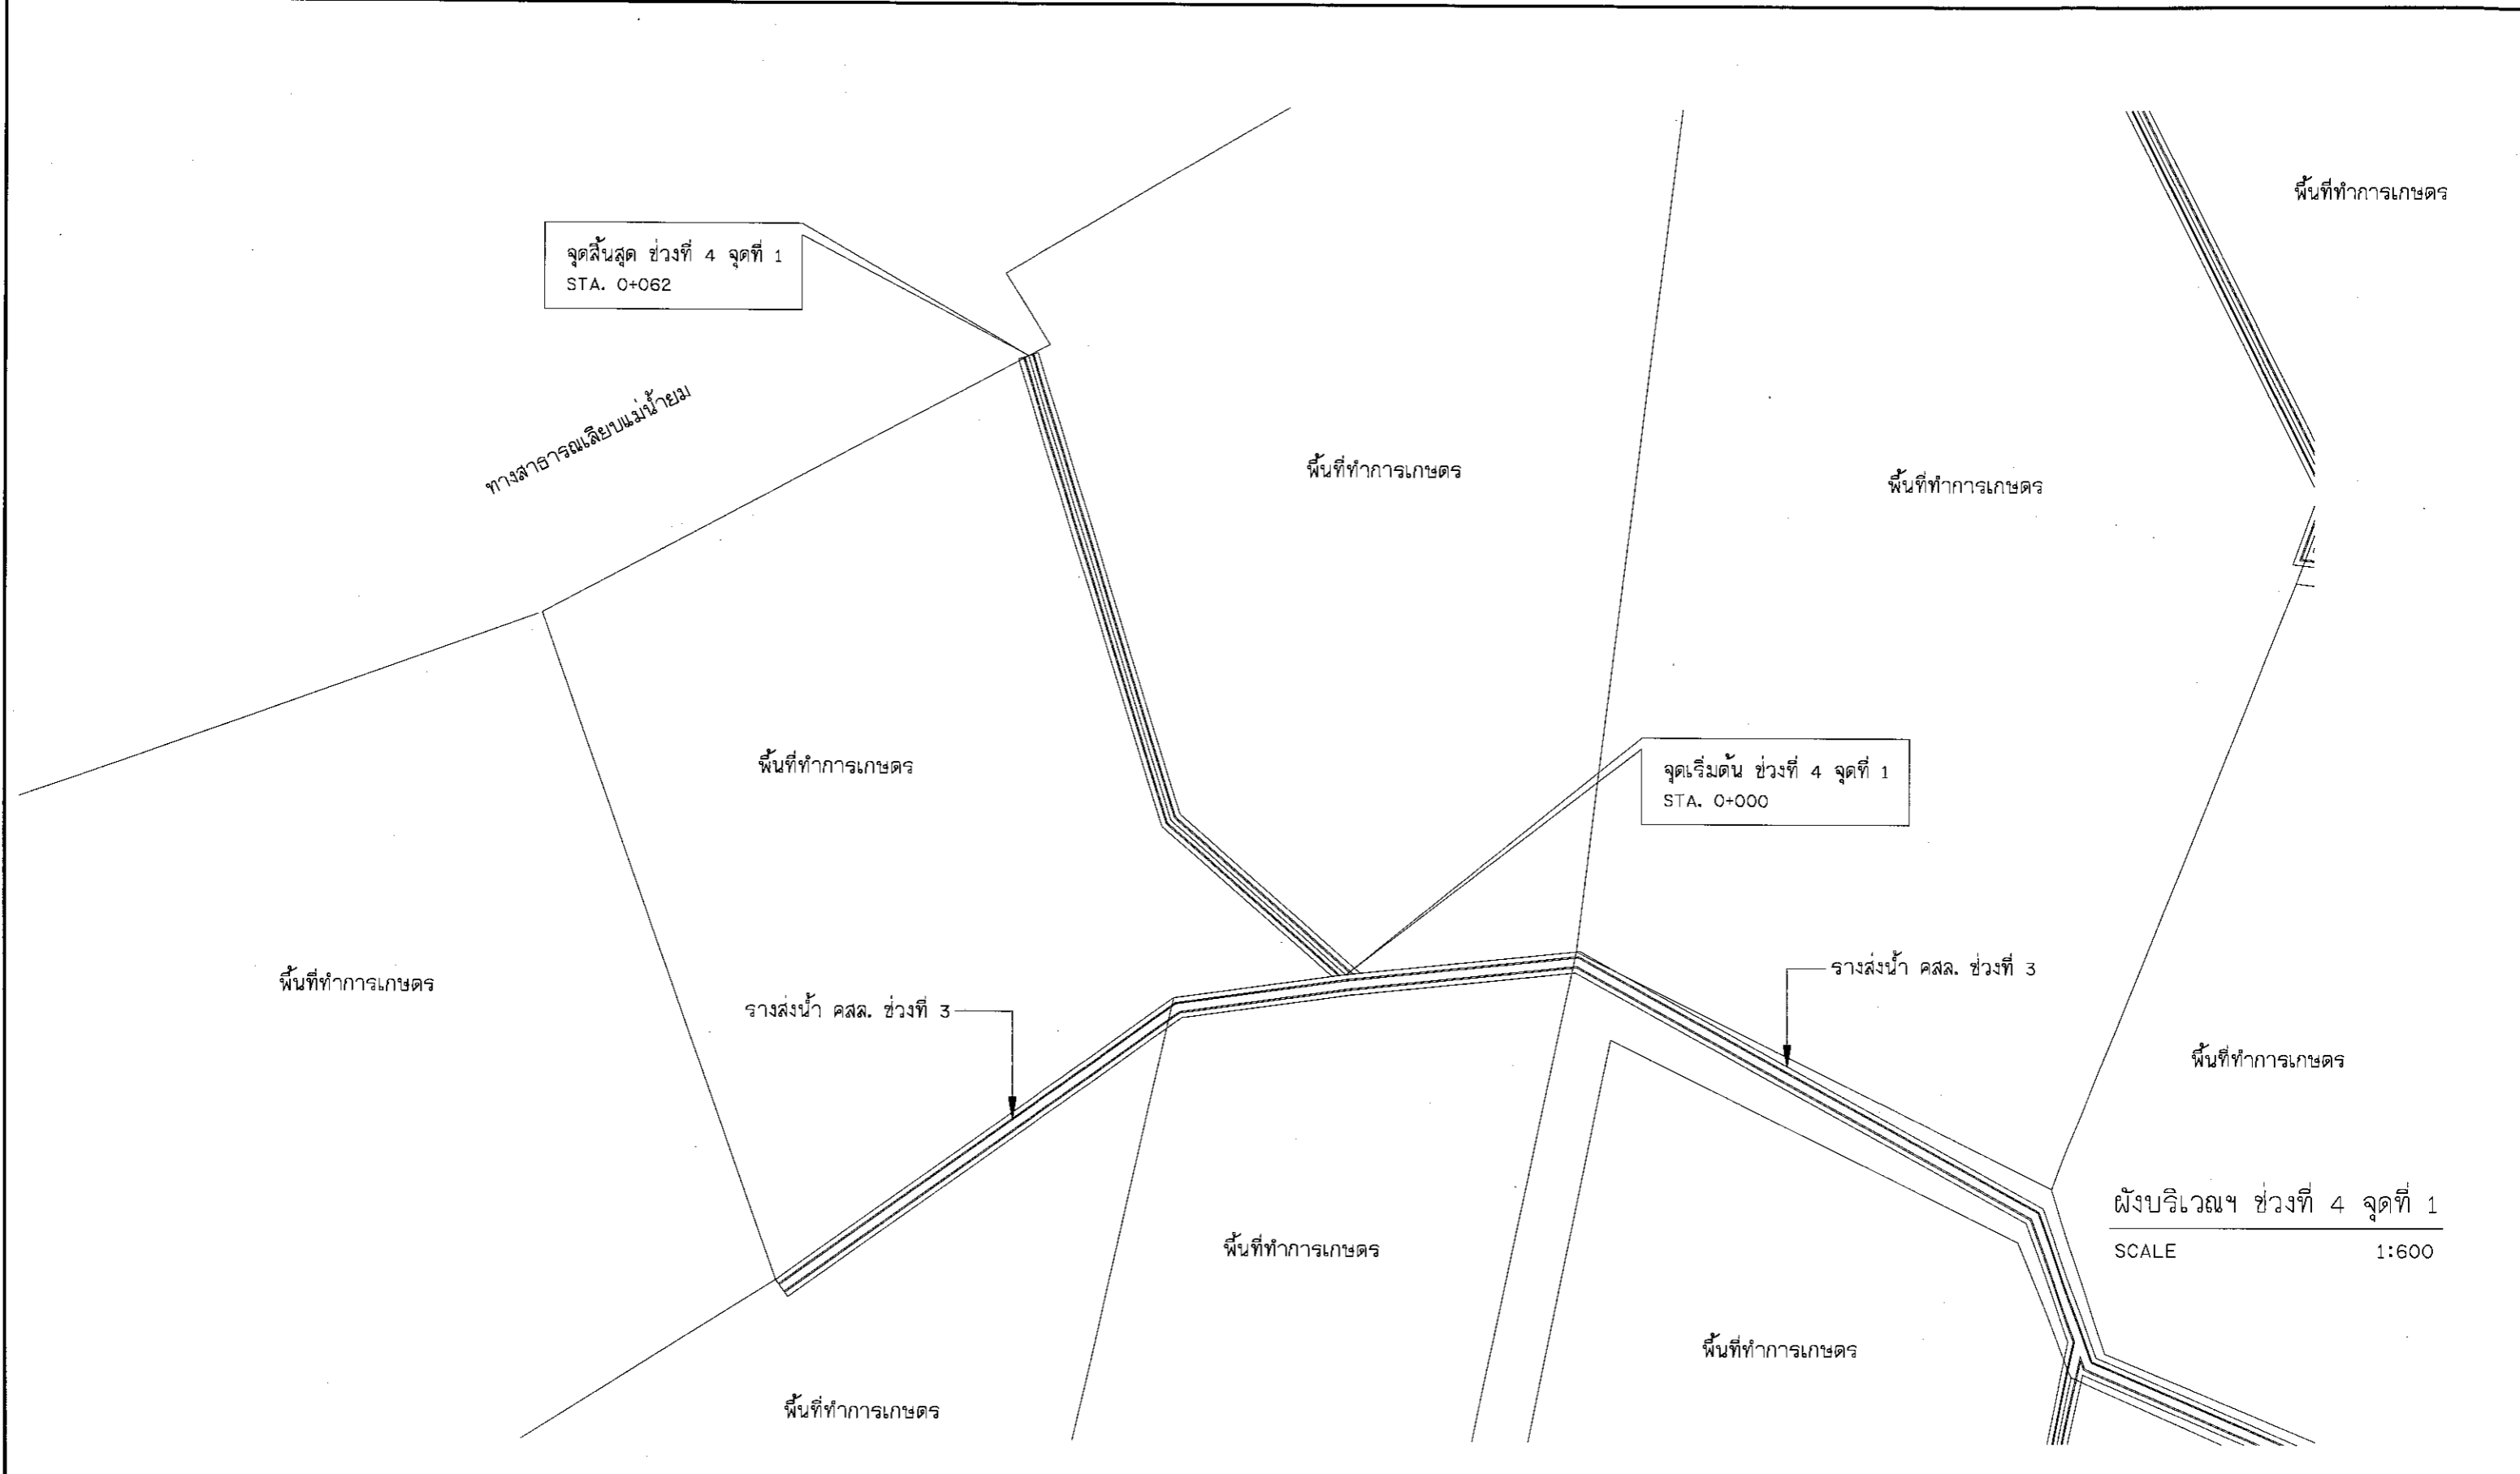 พื้นที่ทำการเกษตร
จุดสิ้นสุด ช่วงที่ 4 จุดที่ 1
STA. 0+062
ทางสาธารณเลียบแม่น้ำยม
พื้นที่ทำการเกษตร
พื้นที่ทำการเกษตร
พื้นที่ทำการเกษตร
จุดเริ่มต้น ช่วงที่ 4 จุดที่ 1
STA. 0+000
พื้นที่ทำการเกษตร
รางส่งน้ำ คสล. ช่วงที่ 3
รางส่งน้ำ คสล. ช่วงที่ 3
พื้นที่ทำการเกษตร
ผังบริเวณฯ ช่วงที่ 4 จุดที่ 1
SCALE 1:600
พื้นที่ทำการเกษตร
พื้นที่ทำการเกษตร
พื้นที่ทำการเกษตร